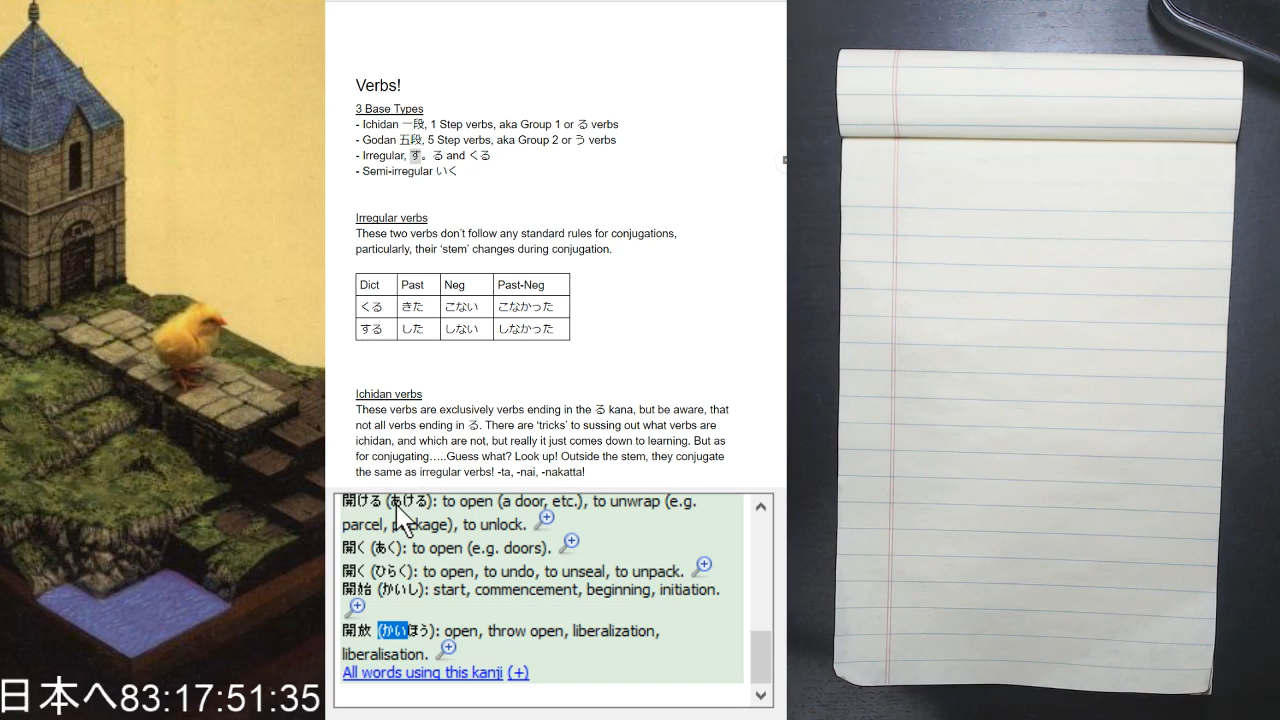 Verbs!
3 Base Types
- Ichidan 一段, 1 Step verbs, aka Group 1 or る verbs
- Godan 五段, 5 Step verbs, aka Group 2 or う verbs
- Irregular, す。る and くる
- Semi-irregular いく
Irregular verbs
These two verbs don't follow any standard rules for conjugations,
particularly, their 'stem' changes during conjugation.
Dict Past Neg Past-Neg
くる きた こない こなかった
する した しない しなかった
Ichidan verbs
These verbs are exclusively verbs ending in the る kana, but be aware, that
not all verbs ending in る. There are 'tricks' to sussing out what verbs are
ichidan, and which are not, but really it just comes down to learning. But as
for conjugating…..Guess what? Look up! Outside the stem, they conjugate
the same as irregular verbs! -ta, -nai, -nakatta!
開ける (あける): to open (a door, etc.), to unwrap (e.g.
parcel, package), to unlock.
開く (あく): to open (e.g. doors).
開く (ひらく): to open, to undo, to unseal, to unpack.
開始 (かいし): start, commencement, beginning, initiation.
開放 (かいほう): open, throw open, liberalization,
liberalisation.
All words using this kanji (+)
日本へ83:17:51:35